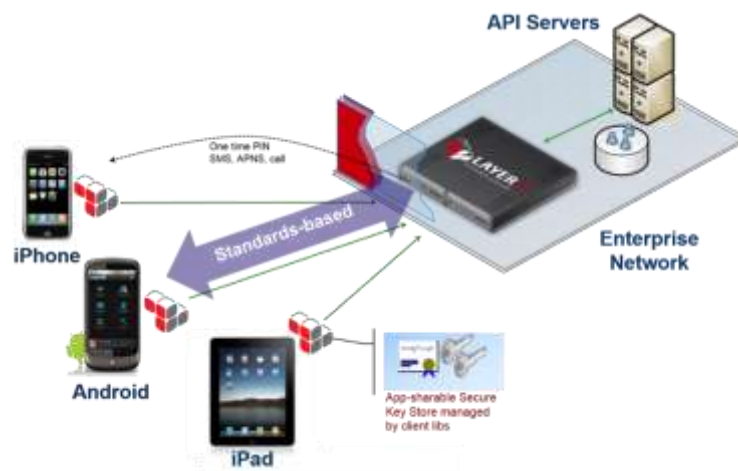 API Servers
One time PIN
SMS, APNS, call
LAYER
Standards-based
iPhone
Enterprise
Network
Android
App-sharable Secure
Key Store managed
by client libs
iPad